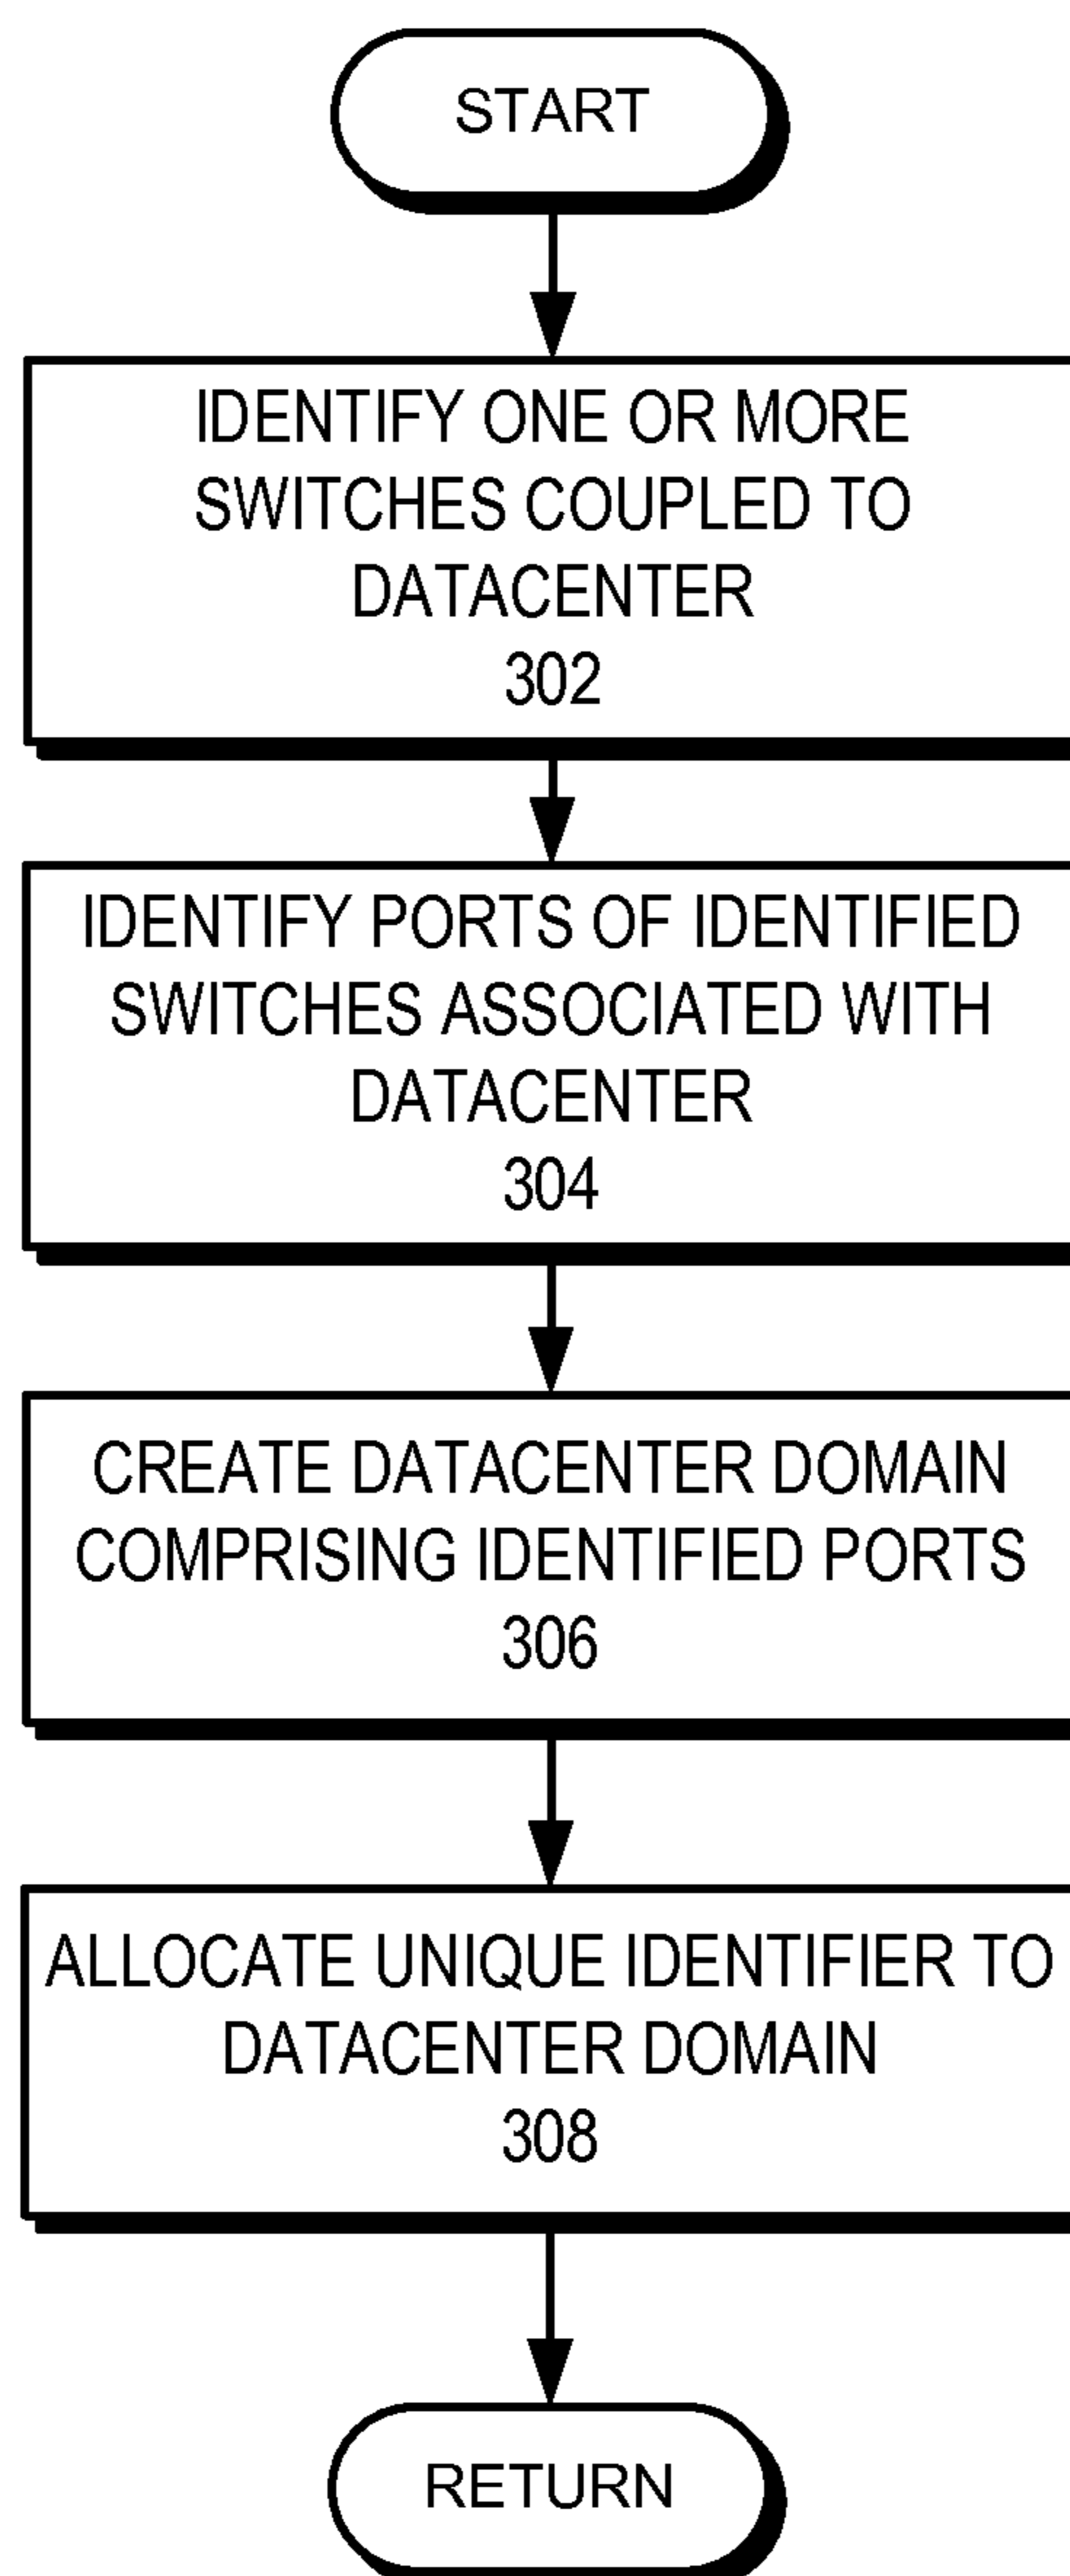 START
IDENTIFY ONE OR MORE
SWITCHES COUPLED TO
DATACENTER
302
IDENTIFY PORTS OF IDENTIFIED
SWITCHES ASSOCIATED WITH
DATACENTER
304
CREATE DATACENTER DOMAIN
COMPRISING IDENTIFIED PORTS
306
ALLOCATE UNIQUE IDENTIFIER TO
DATACENTER DOMAIN
308
RETURN